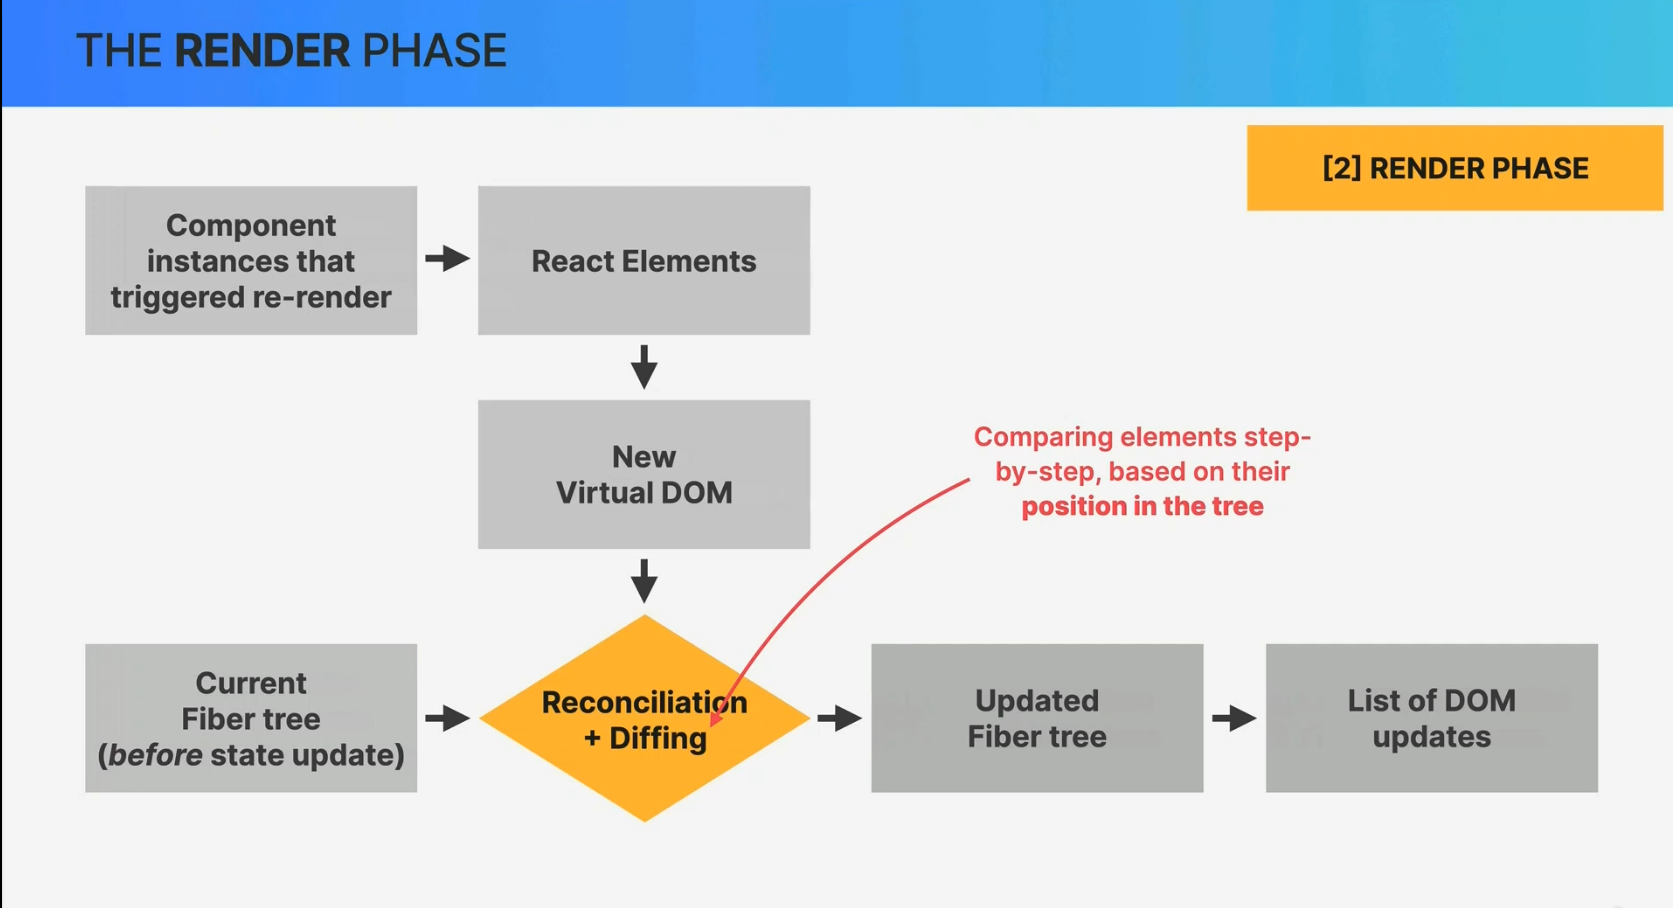 THE RENDER PHASE
[2] RENDER PHASE
Component
instances that
triggered re-render
React Elements
New
Virtual DOM
Comparing elements step-
by-step, based on their
position in the tree
Current
Fiber tree
(before state update)
Reconciliation
+ Diffing
Updated
Fiber tree
List of DOM
updates